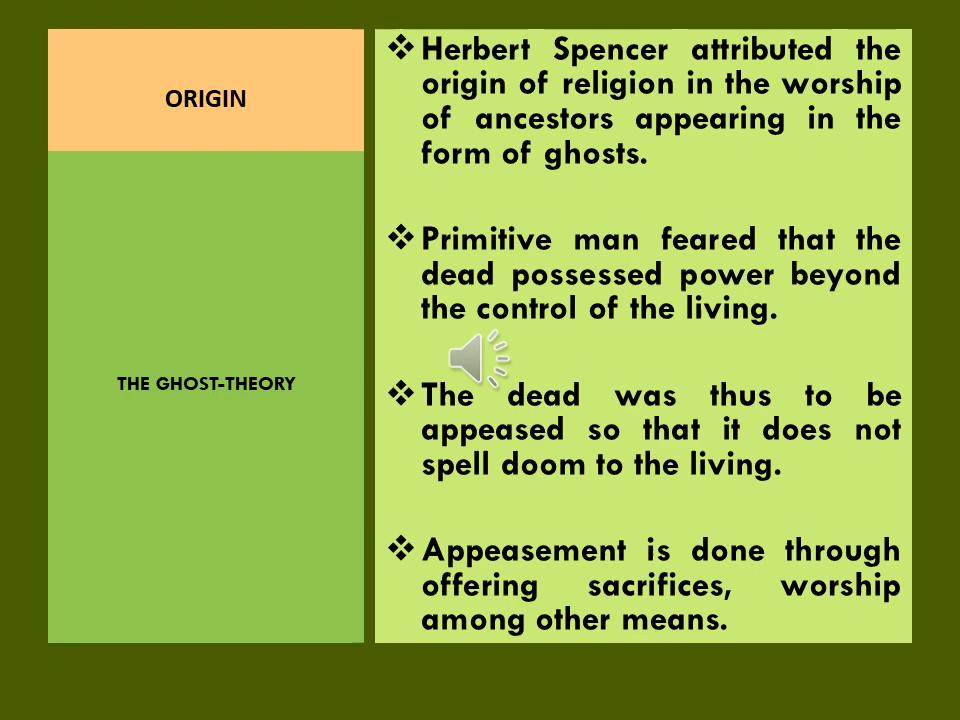 ORIGIN
THE GHOST-THEORY
❖ Herbert Spencer attributed the
origin of religion in the worship
of ancestors appearing in the
form of ghosts.
❖ Primitive man feared that the
dead possessed power beyond
the control of the living.
❖ The dead was thus to be
appeased so that it does not
spell doom to the living.
❖ Appeasement is done through
offering sacrifices, worship
among other means.